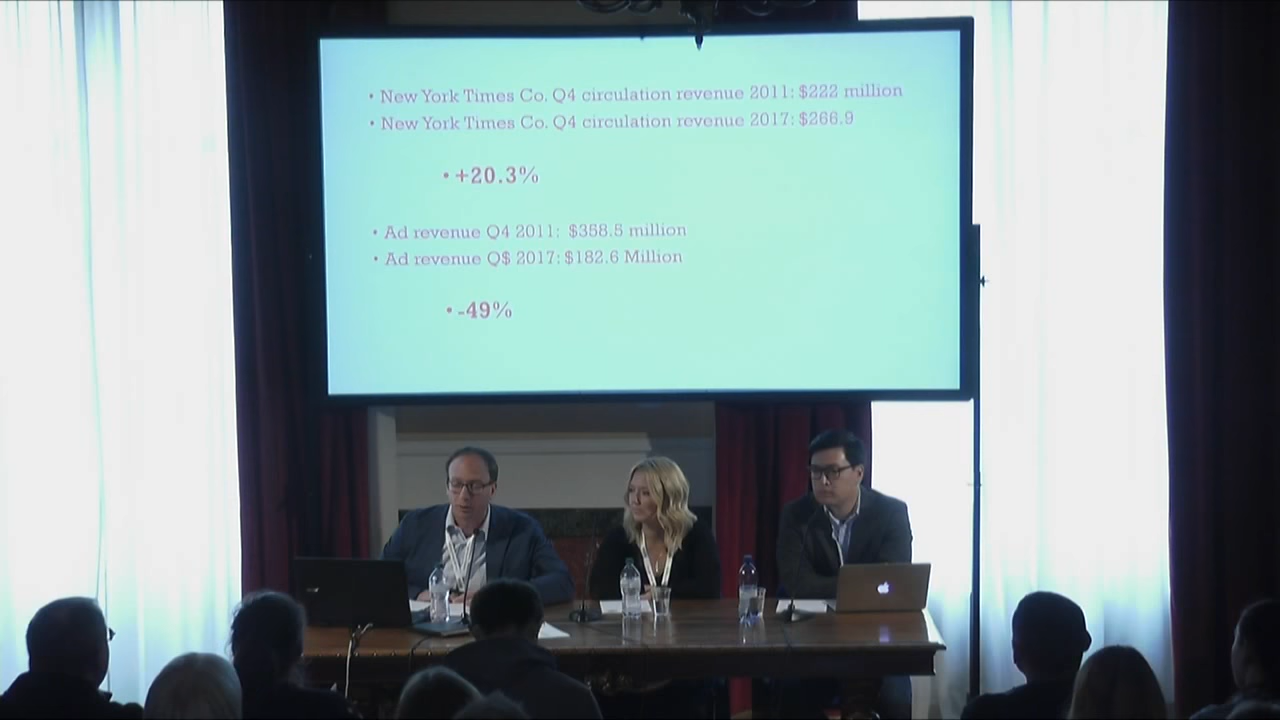 • New York Times Co. Q4 circulation revenue 2011: $222 million
• New York Times Co. Q4 circulation revenue 2017: $266.9
• +20.3%
• Ad revenue Q4 2011: $358.5 million
• Ad revenue Q$ 2017: $182.6 Million
• -49%